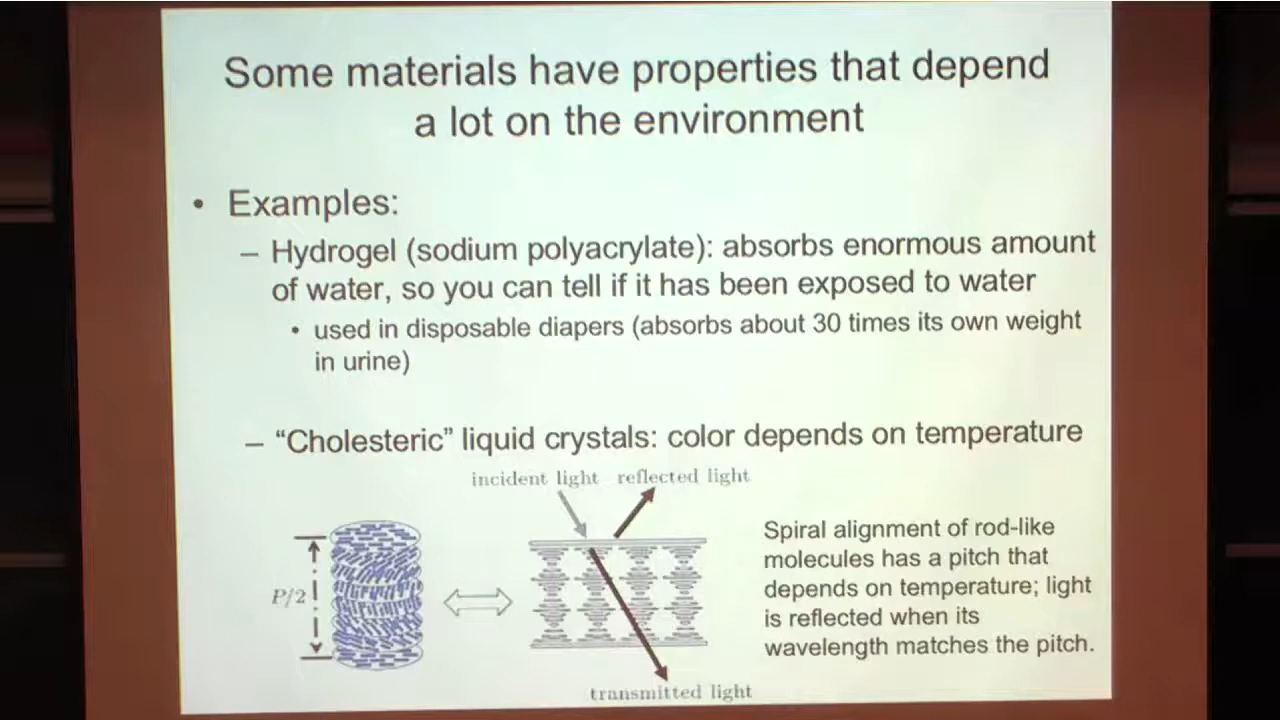 Some materials have properties that depend
a lot on the environment
• Examples:
– Hydrogel (sodium polyacrylate): absorbs enormous amount
of water, so you can tell if it has been exposed to water
• used in disposable diapers (absorbs about 30 times its own weight
in urine)
– “Cholesteric” liquid crystals: color depends on temperature
incident light reflected light
P/2
transmitted light
Spiral alignment of rod-like
molecules has a pitch that
depends on temperature; light
is reflected when its
wavelength matches the pitch.